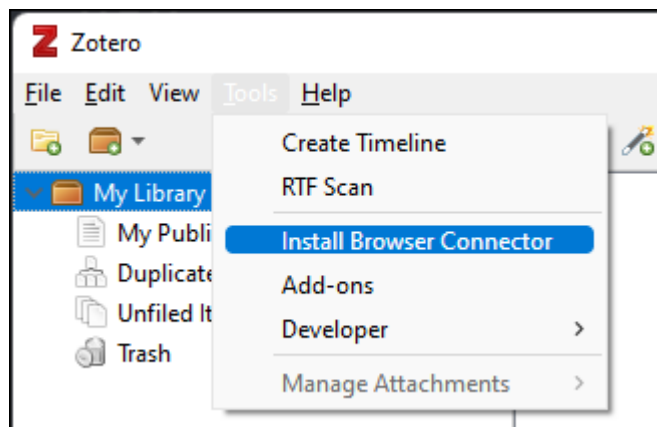 Z Zotero
File Edit View Tools Help
Create Timeline
RTF Scan
My Library
Install Browser Connector
My Publi
Duplicate
Add-ons
Unfiled It
Developer
Trash
Manage Attachments